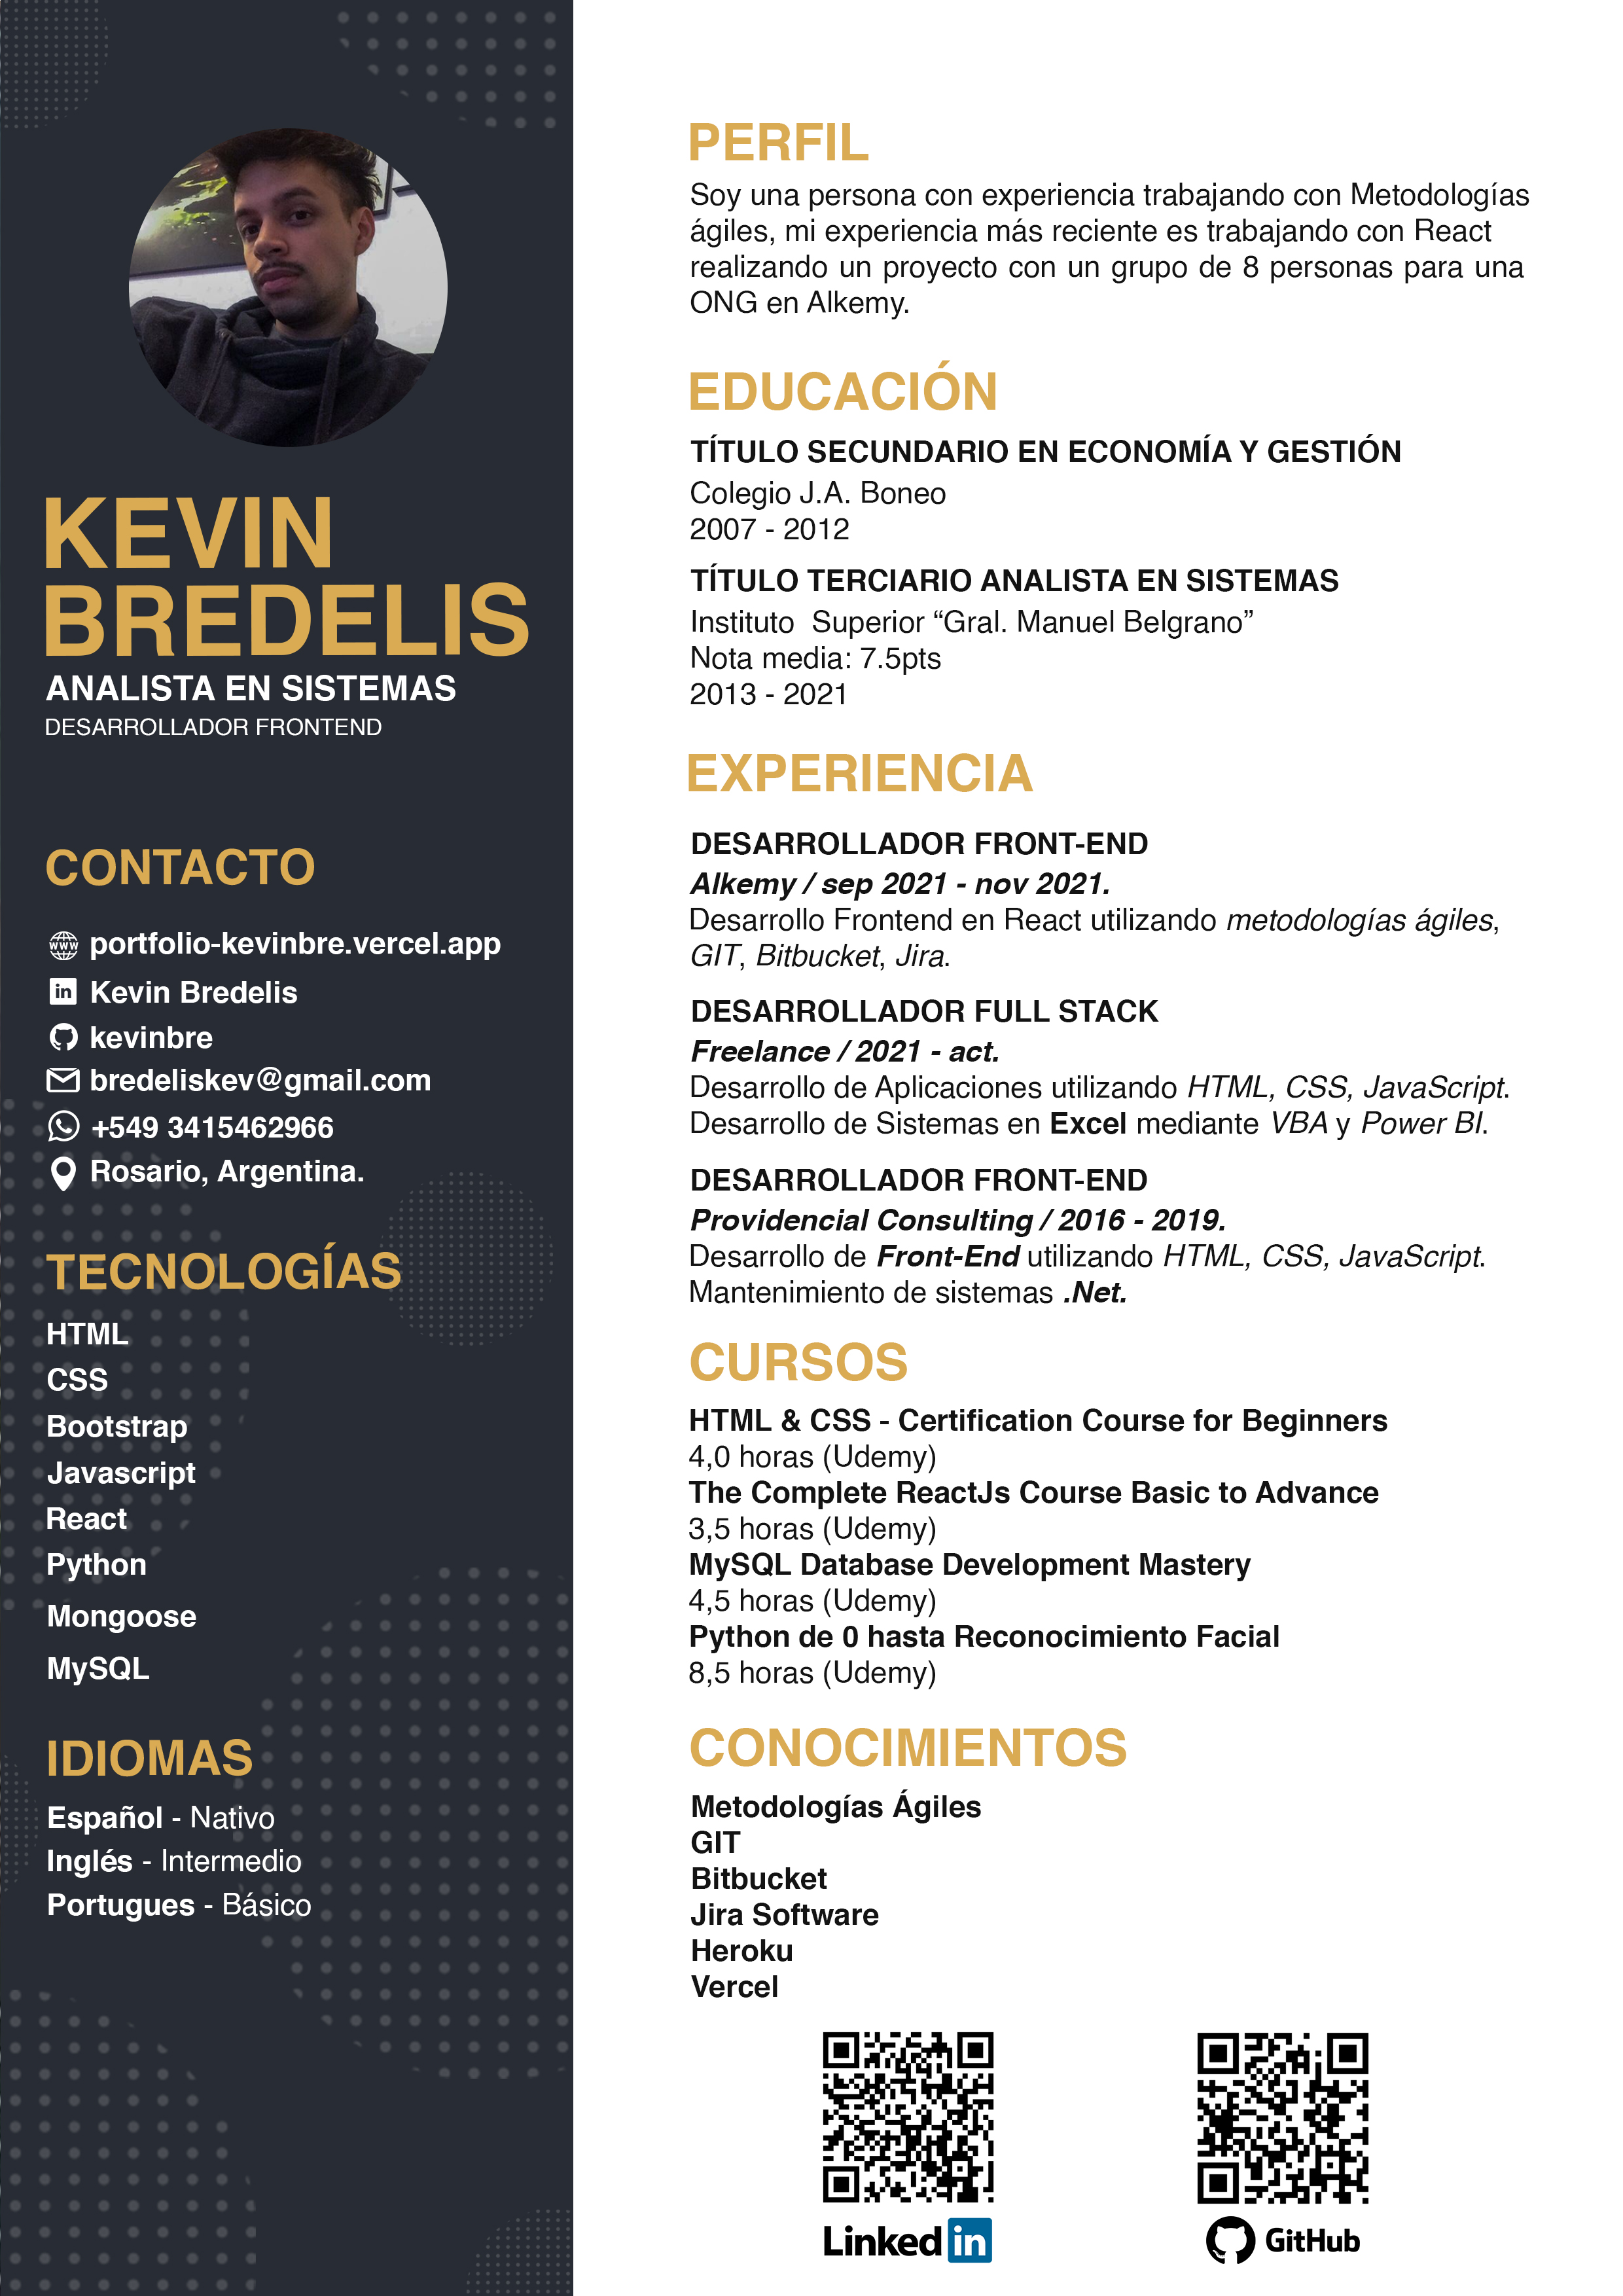 KEVIN
BREDELIS
ANALISTA EN SISTEMAS
DESARROLLADOR FRONTEND
CONTACTO
www portfolio-kevinbre.vercel.app
in Kevin Bredelis
kevinbre
bredeliskev@gmail.com
+549 3415462966
Rosario, Argentina.
TECNOLOGÍAS
HTML
CSS
Bootstrap
Javascript
React
Python
Mongoose
MySQL
IDIOMAS
Español - Nativo
Inglés - Intermedio
Portugues - Básico
PERFIL
Soy una persona con experiencia trabajando con Metodologías
ágiles, mi experiencia más reciente es trabajando con React
realizando un proyecto con un grupo de 8 personas para una
ONG en Alkemy.
EDUCACIÓN
TÍTULO SECUNDARIO EN ECONOMÍA Y GESTIÓN
Colegio J.A. Boneo
2007 - 2012
TÍTULO TERCIARIO ANALISTA EN SISTEMAS
Instituto Superior “Gral. Manuel Belgrano”
Nota media: 7.5pts
2013 - 2021
EXPERIENCIA
DESARROLLADOR FRONT-END
Alkemy / sep 2021 - nov 2021.
Desarrollo Frontend en React utilizando metodologías ágiles,
GIT, Bitbucket, Jira.
DESARROLLADOR FULL STACK
Freelance / 2021 - act.
Desarrollo de Aplicaciones utilizando HTML, CSS, JavaScript.
Desarrollo de Sistemas en Excel mediante VBA y Power BI.
DESARROLLADOR FRONT-END
Providencial Consulting / 2016 - 2019.
Desarrollo de Front-End utilizando HTML, CSS, JavaScript.
Mantenimiento de sistemas .Net.
CURSOS
HTML & CSS - Certification Course for Beginners
4,0 horas (Udemy)
The Complete ReactJs Course Basic to Advance
3,5 horas (Udemy)
MySQL Database Development Mastery
4,5 horas (Udemy)
Python de 0 hasta Reconocimiento Facial
8,5 horas (Udemy)
CONOCIMIENTOS
Metodologías Ágiles
GIT
Bitbucket
Jira Software
Heroku
Vercel
Linked in
GitHub